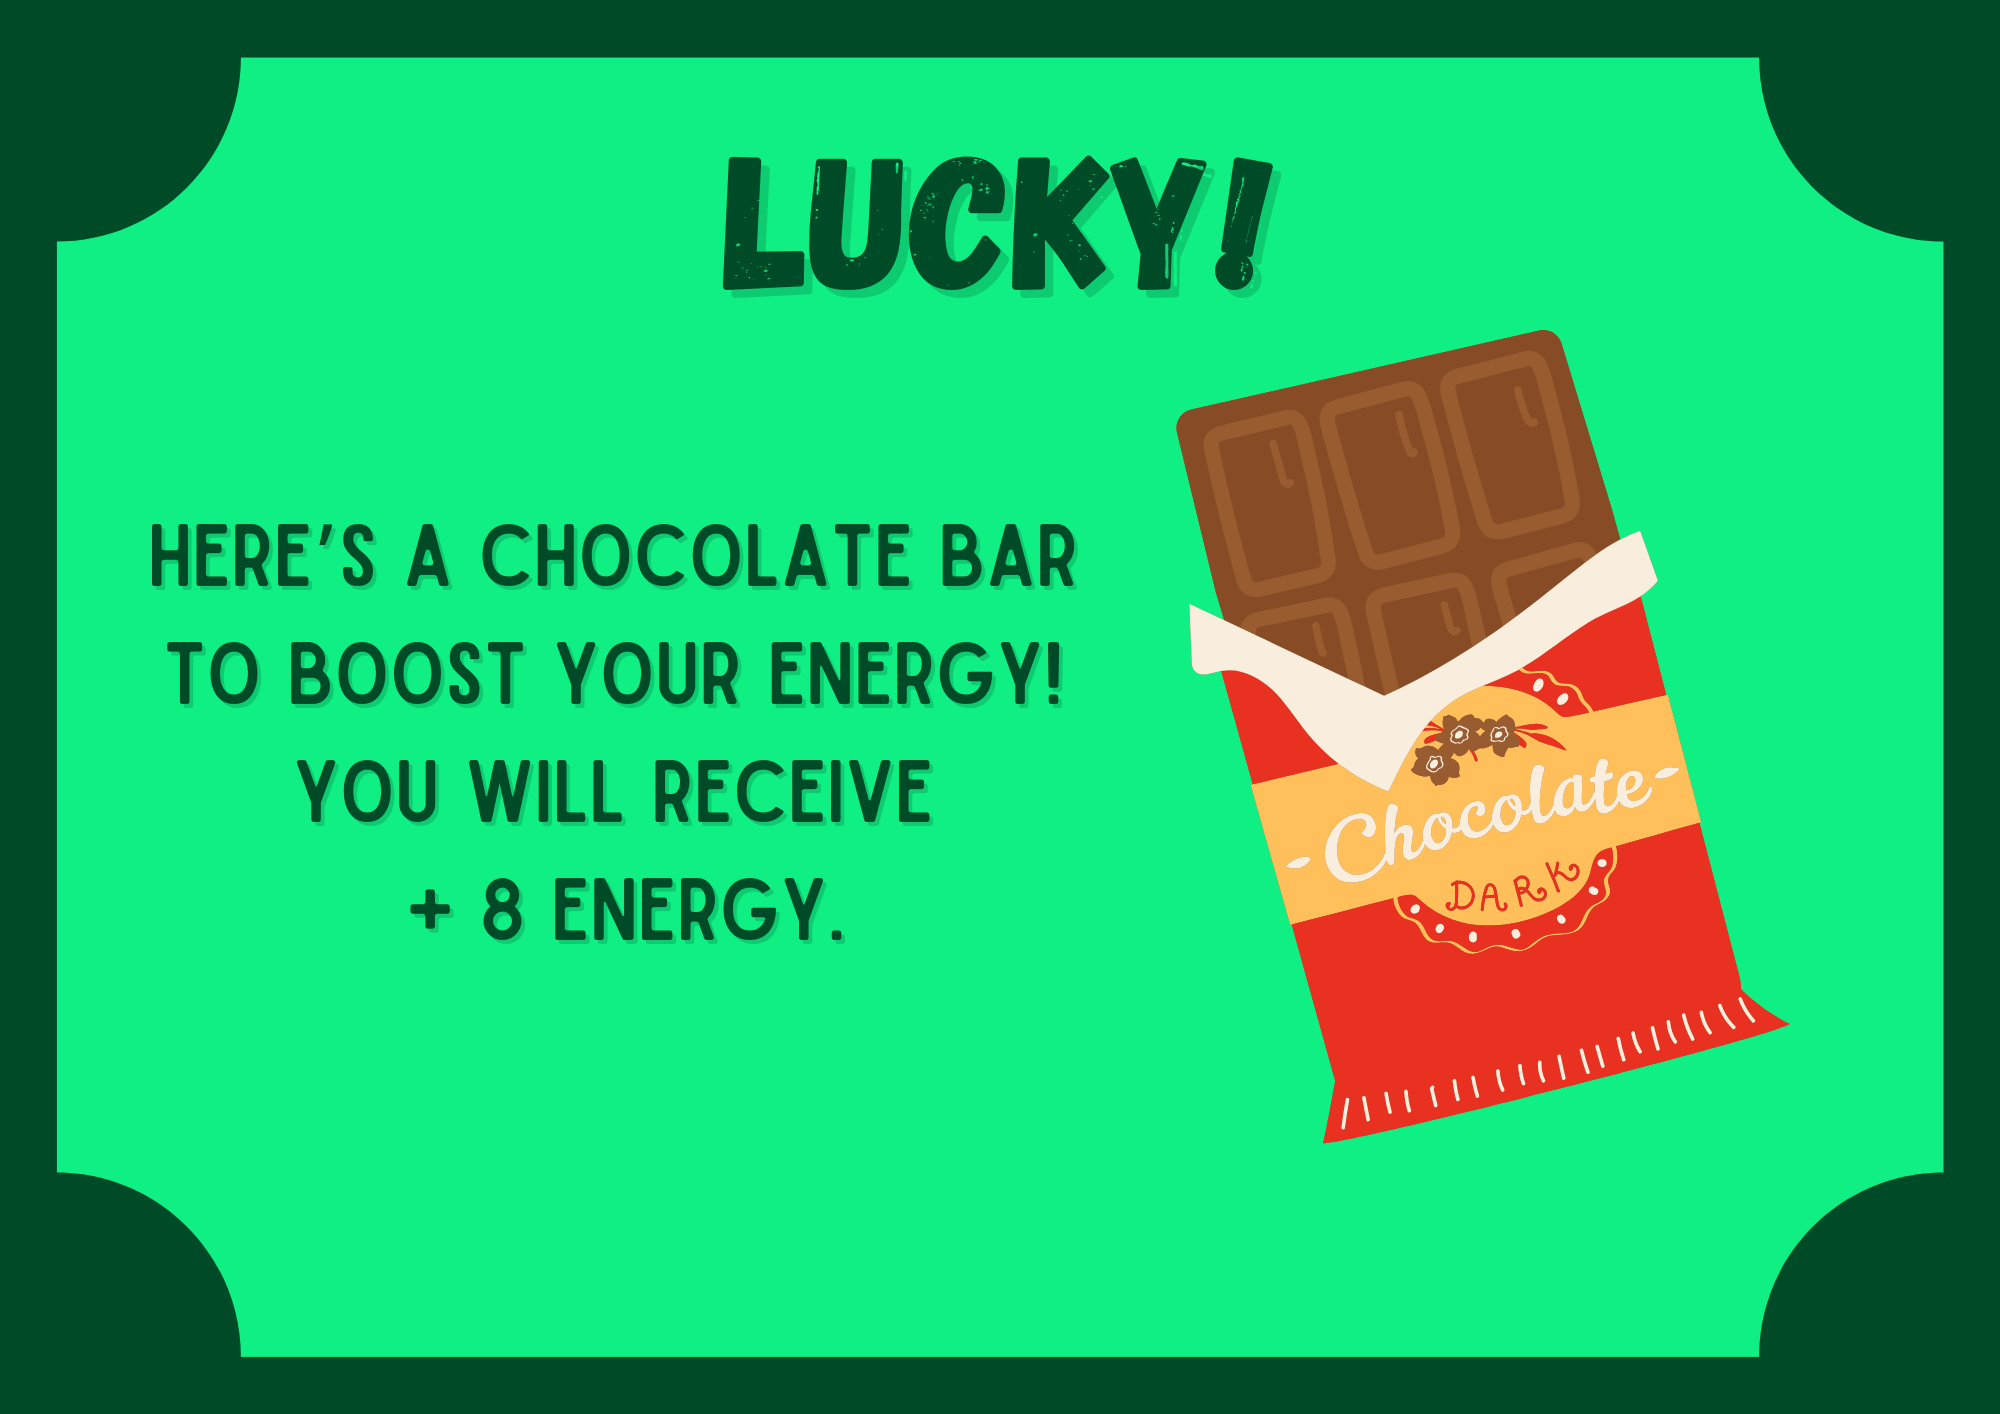 LUCKY!
HERE'S A CHOCOLATE BAR
TO BOOST YOUR ENERGY!
YOU WILL RECEIVE
+ 8 ENERGY.
Chocolate
DARK